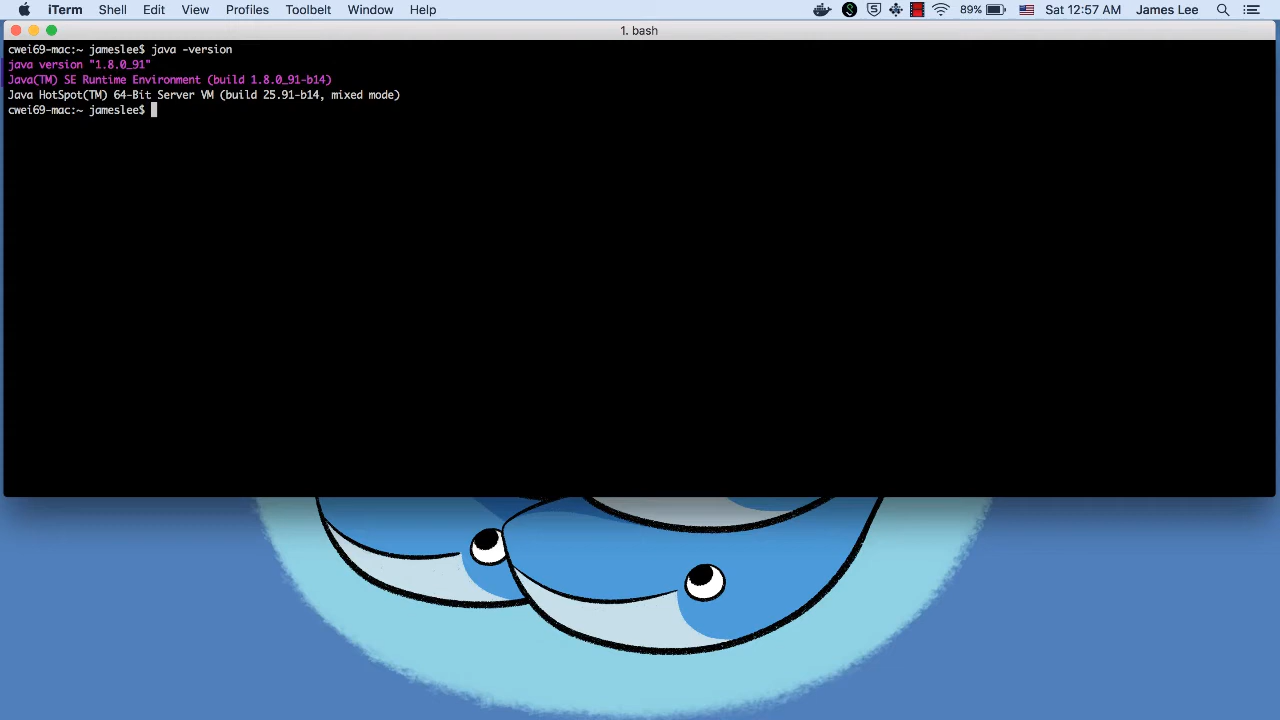 iTerm Shell Edit View Profiles Toolbelt Window Help 89% Sat 12:57 AM James Lee
1. bash
cwei69-mac:~ jameslee$ java -version
java version "1.8.0_91"
Java(TM) SE Runtime Environment (build 1.8.0_91-b14)
Java HotSpot(TM) 64-Bit Server VM (build 25.91-b14, mixed mode)
cwei69-mac:~ jameslee$